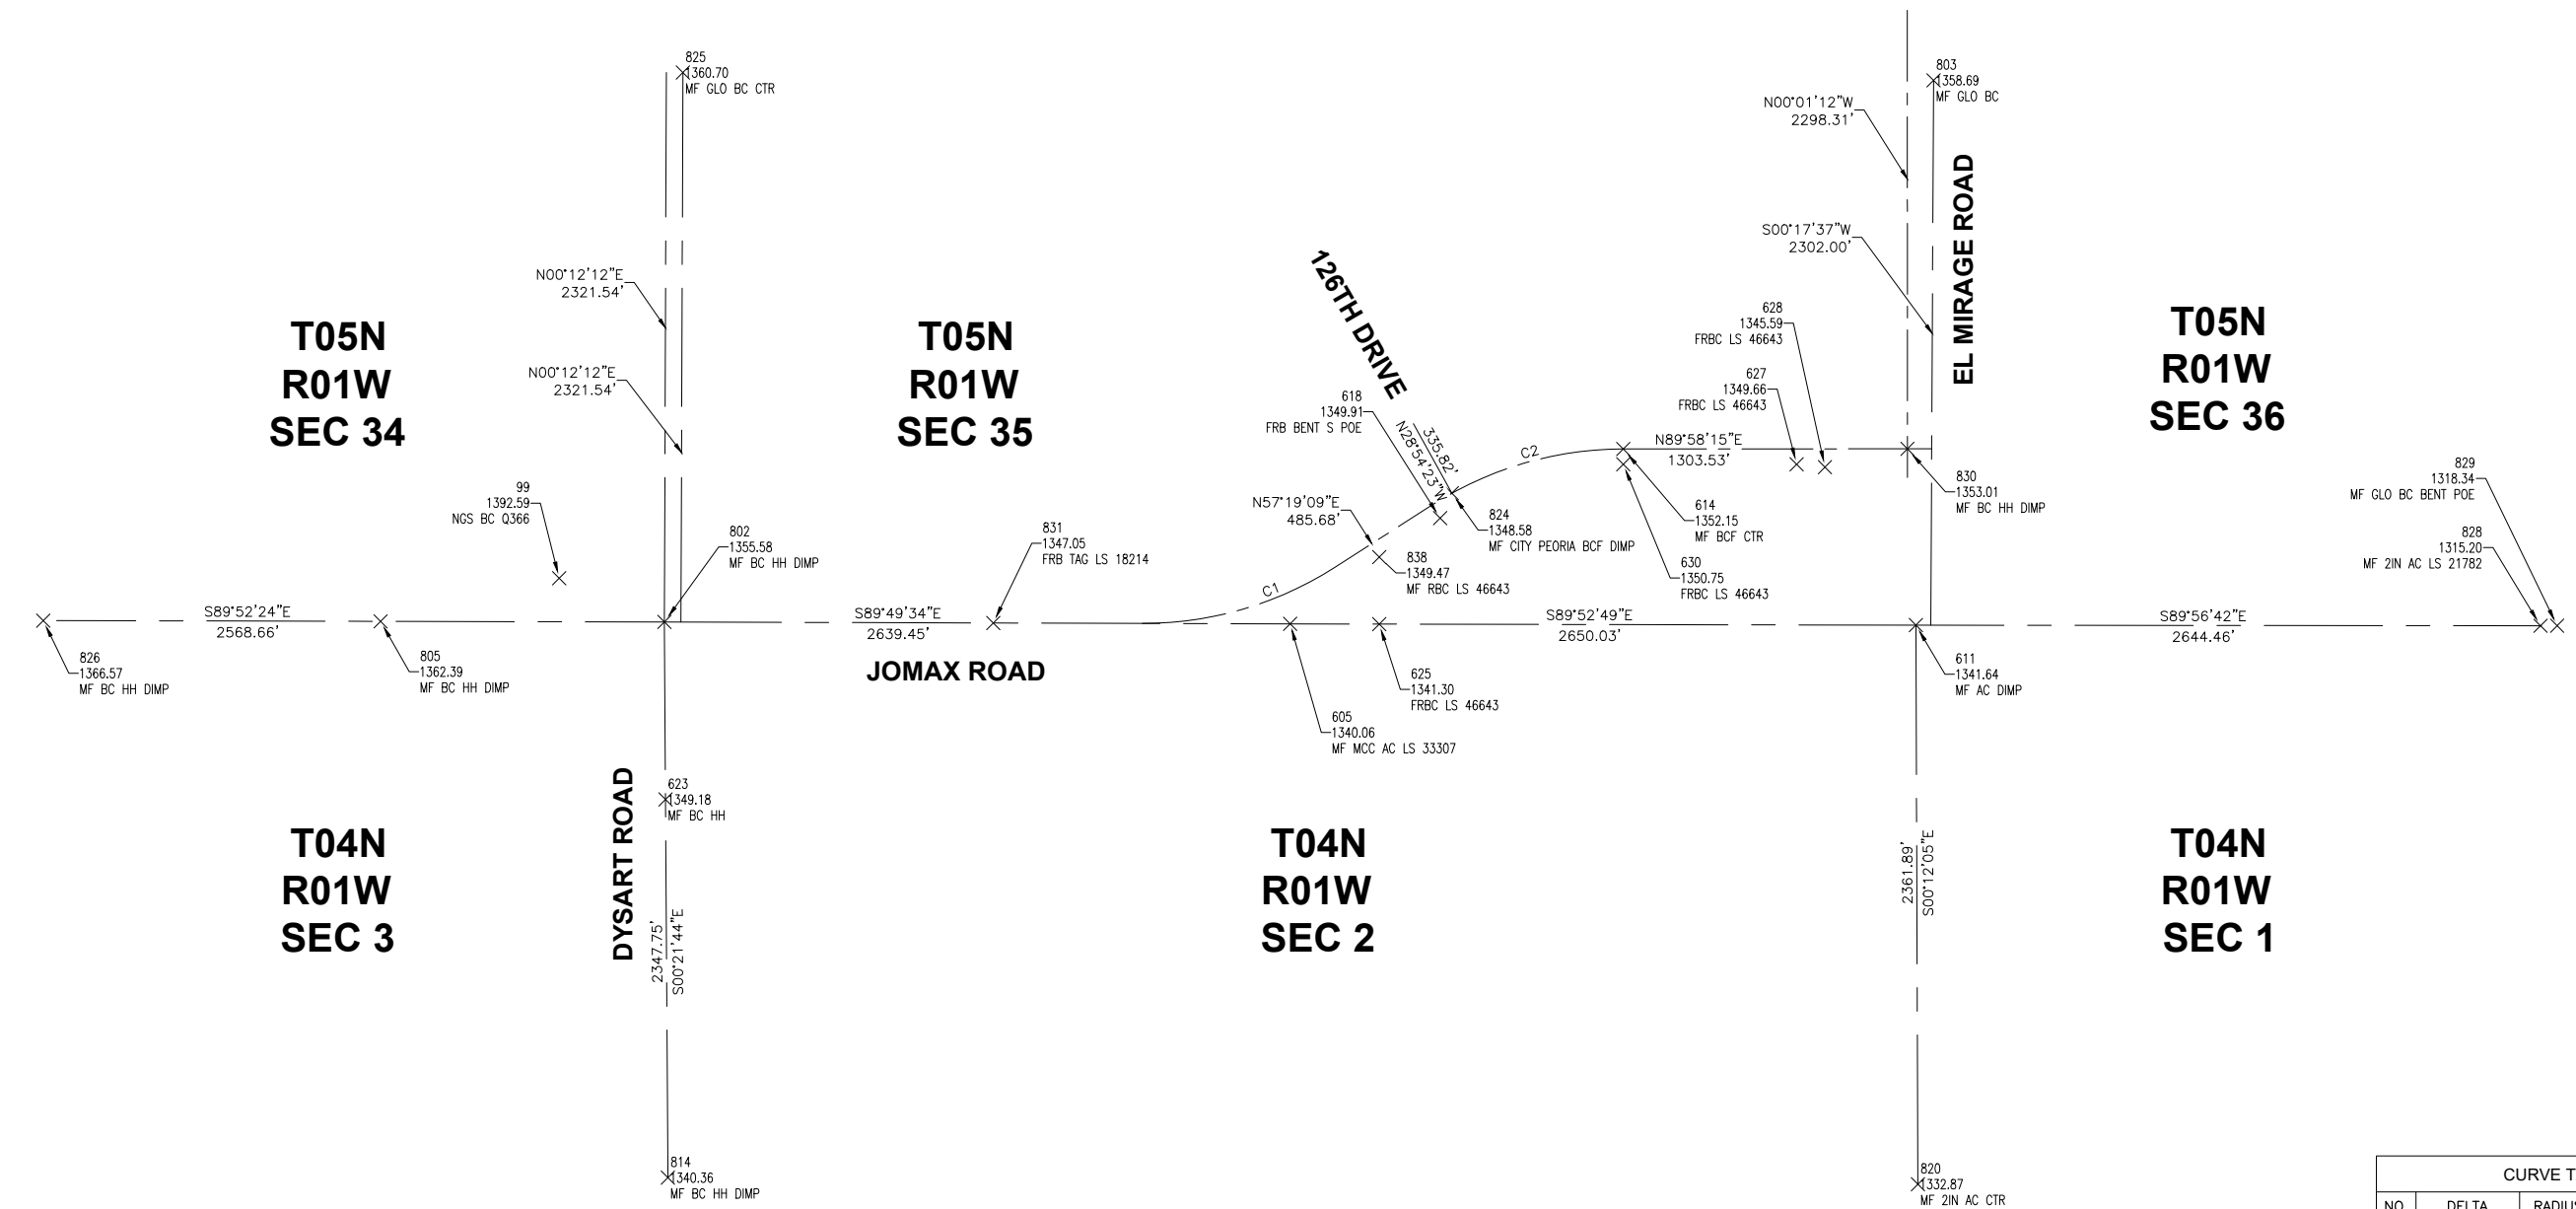 825
1360.70
MF GLO BC CTR
803
1358.69
MF GLO BC
N00°01'12"W
2298.31'
S00°17'37"W
2302.00'
EL MIRAGE ROAD
N00°12'12"E
2321.54'
N00°12'12"E
2321.54'
T05N
R01W
SEC 34
T05N
R01W
SEC 35
T05N
R01W
SEC 36
126TH DRIVE
628
1345.59
FRBC LS 46643
627
1349.66
FRBC LS 46643
618
1349.91
FRB BENT S POE
335.82'
N28°54'23"W
C2
N89°58'15"E
1303.53'
99
1392.59
NGS BC Q366
802
1355.58
MF BC HH DIMP
831
1347.05
FRB TAG LS 18214
N57°19'09"E
485.68'
824
1348.58
MF CITY PEORIA BCF DIMP
614
1352.15
MF BCF CTR
830
1353.01
MF BC HH DIMP
829
1318.34
MF GLO BC BENT POE
828
1315.20
MF 2IN AC LS 21782
838
1349.47
MF RBC LS 46643
630
1350.75
FRBC LS 46643
C1
S89°52'24"E
2568.66'
S89°49'34"E
2639.45'
S89°52'49"E
2650.03'
S89°56'42"E
2644.46'
826
1366.57
MF BC HH DIMP
805
1362.39
MF BC HH DIMP
JOMAX ROAD
625
1341.30
FRBC LS 46643
605
1340.06
MF MCC AC LS 33307
611
1341.64
MF AC DIMP
623
1349.18
MF BC HH
DYSART ROAD
2347.75'
S00°21'44"E
2361.89'
S00°12'05"E
T04N
R01W
SEC 3
T04N
R01W
SEC 2
T04N
R01W
SEC 1
814
1340.36
MF BC HH DIMP
820
1332.87
MF 2IN AC CTR
CURVE T
NO. DELTA RADIUS